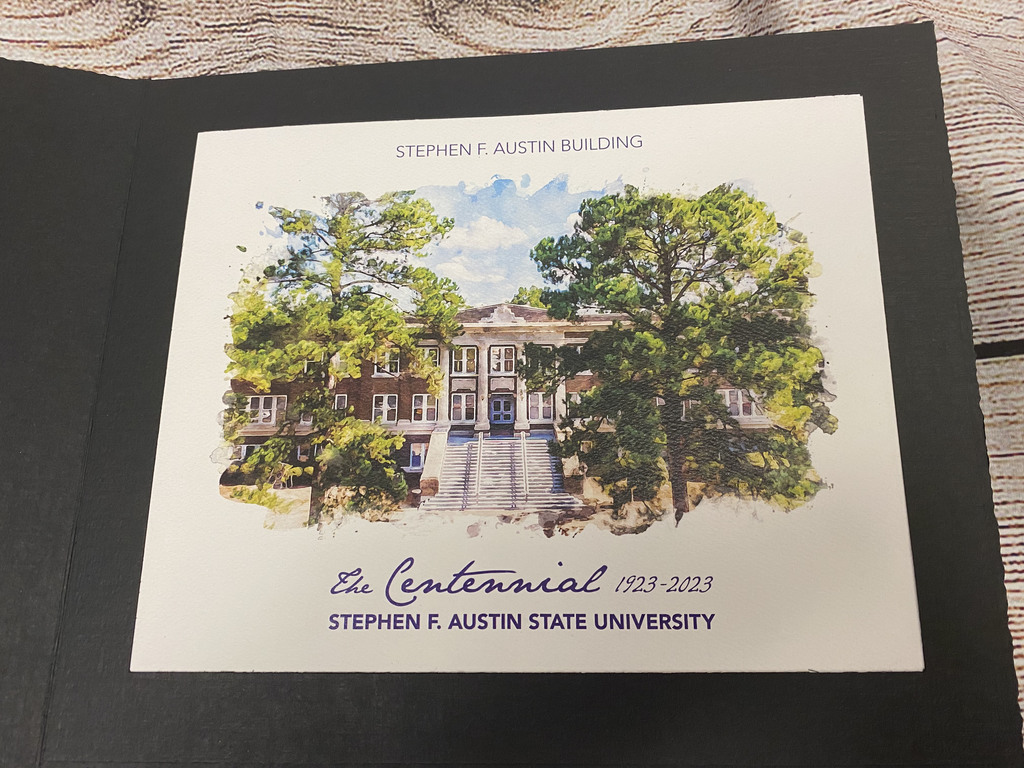 STEPHEN F. AUSTIN BUILDING
The Centennial 1923-2023
STEPHEN F. AUSTIN STATE UNIVERSITY